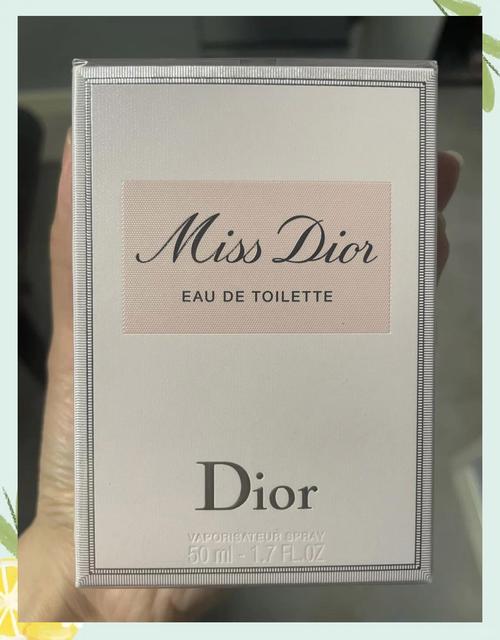 Miss Dior
EAU DE TOILETTE
Dior
VAPORISATEUR SPRAY
50 ml - 1.7 FL.OZ